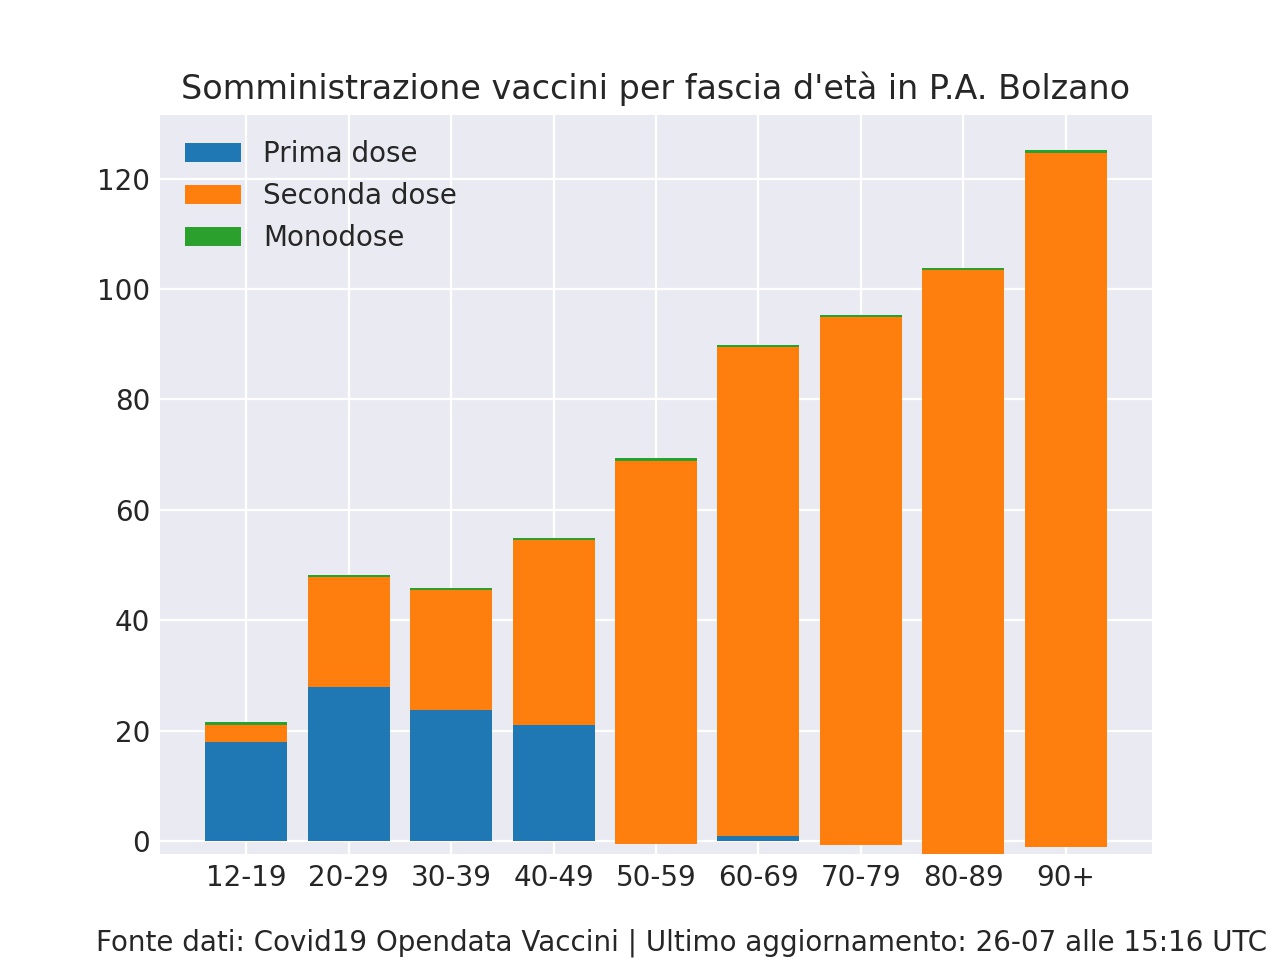 Somministrazione vaccini per fascia d'età in P.A. Bolzano
Prima dose
Seconda dose
Monodose
120
100
80
60
40
20
0
12-19 20-29 30-39 40-49 50-59 60-69 70-79 80-89 90+
Fonte dati: Covid19 Opendata Vaccini | Ultimo aggiornamento: 26-07 alle 15:16 UTC